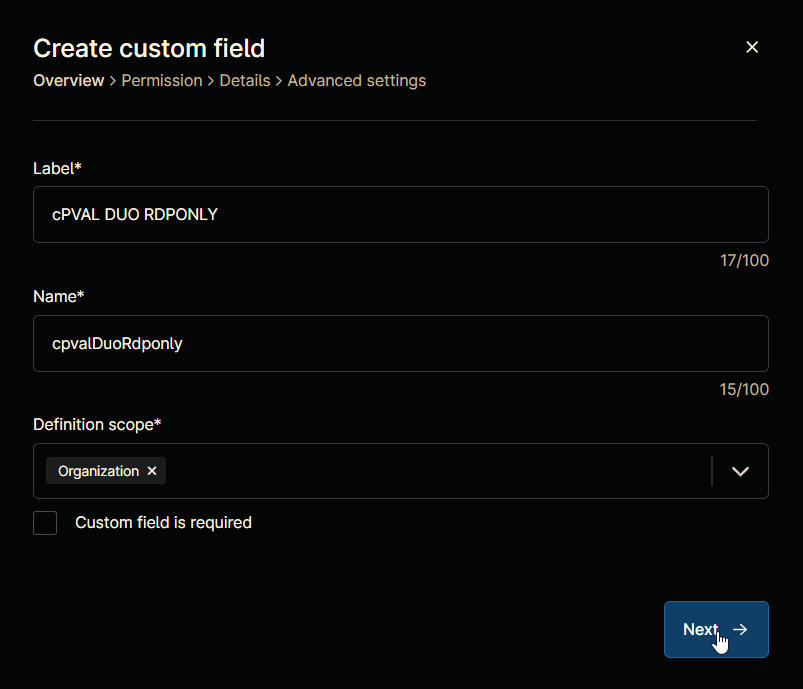 Create custom field
Overview > Permission > Details > Advanced settings
Label*
cPVAL DUO RDPONLY
17/100
Name*
cpvalDuoRdponly
15/100
Definition scope*
Organization
Custom field is required
Next